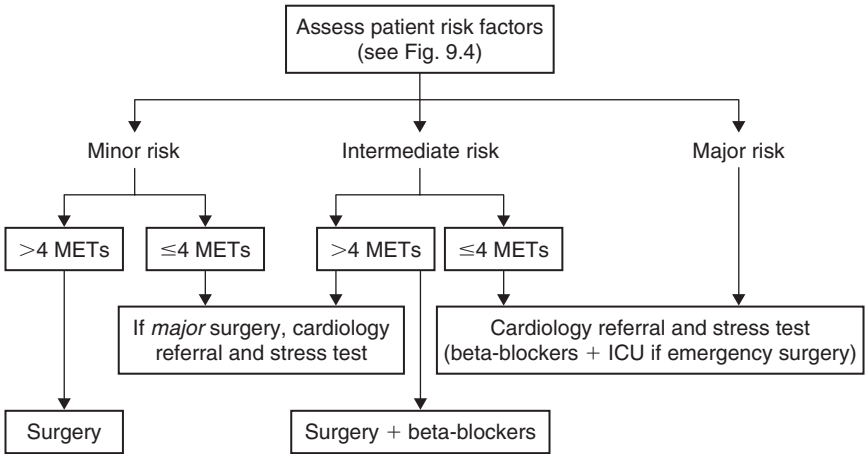 Assess patient risk factors
(see Fig. 9.4)
Minor risk
Intermediate risk
Major risk
>4 METs
≤4 METs
>4 METs
≤4 METs
If major surgery, cardiology
referral and stress test
Cardiology referral and stress test
(beta-blockers + ICU if emergency surgery)
Surgery
Surgery + beta-blockers